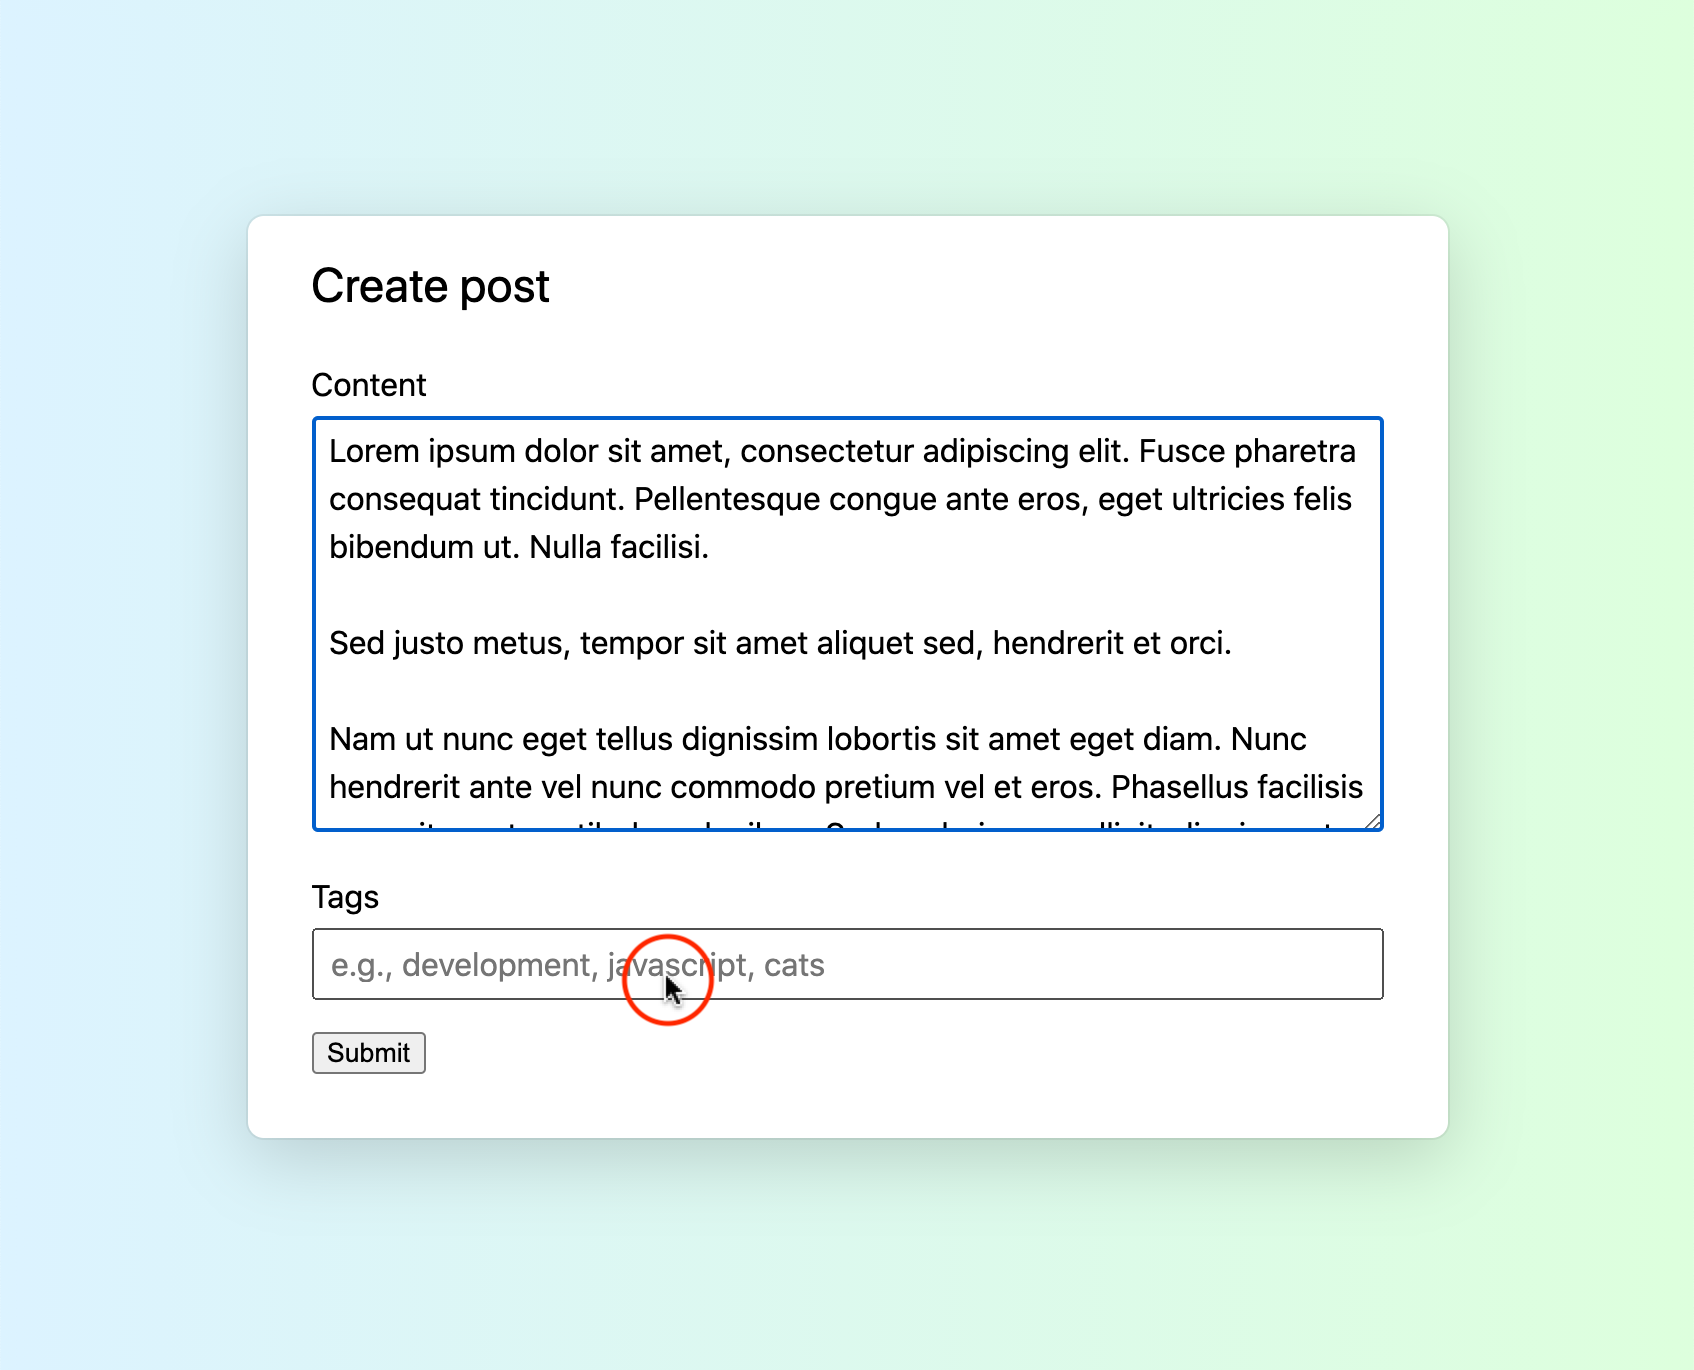 Create post
Content
Lorem ipsum dolor sit amet, consectetur adipiscing elit. Fusce pharetra
consequat tincidunt. Pellentesque congue ante eros, eget ultricies felis
bibendum ut. Nulla facilisi.
Sed justo metus, tempor sit amet aliquet sed, hendrerit et orci.
Nam ut nunc eget tellus dignissim lobortis sit amet eget diam. Nunc
hendrerit ante vel nunc commodo pretium vel et eros. Phasellus facilisis
Tags
e.g., development, javascript, cats
Submit